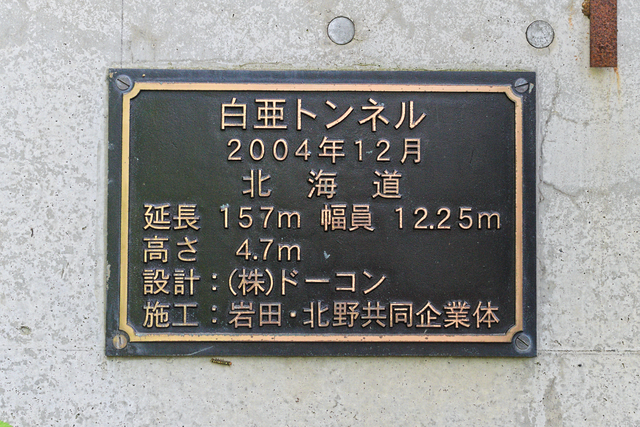 白亜トンネル
2004年12月
北海道
延長 157m 幅員 12.25m
高さ 4.7m
設計：(株)ドーコン
施工：岩田・北野共同企業体